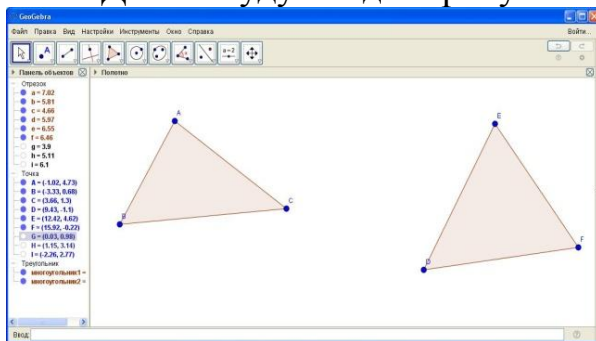 GeoGebra
Файл Правка Вид Настройки Инструменты Окно Справка
Войти...
A
a = 2
Панель объектов
Полотно
Отрезок
a = 7.02
b = 5.81
c = 4.66
d = 5.97
e = 6.55
f = 6.46
g = 3.9
h = 5.11
i = 6.1
Точка
A = (-1.02, 4.73)
B = (-3.33, 0.68)
C = (3.66, 1.3)
D = (9.43, -1.1)
E = (12.42, 4.62)
F = (15.92, -0.22)
G = (0.03, 0.98)
H = (1.15, 3.14)
I = (-2.26, 2.77)
Треугольник
многоугольник1 =
многоугольник2 =
A
B
C
E
D
F
Ввод: